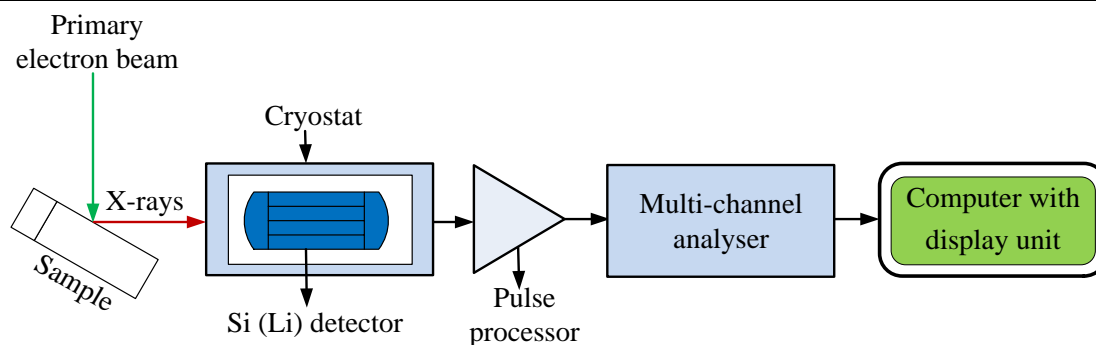 Primary
electron beam
Cryostat
X-rays
Sample
Si (Li) detector
Pulse
processor
Multi-channel
analyser
Computer with
display unit